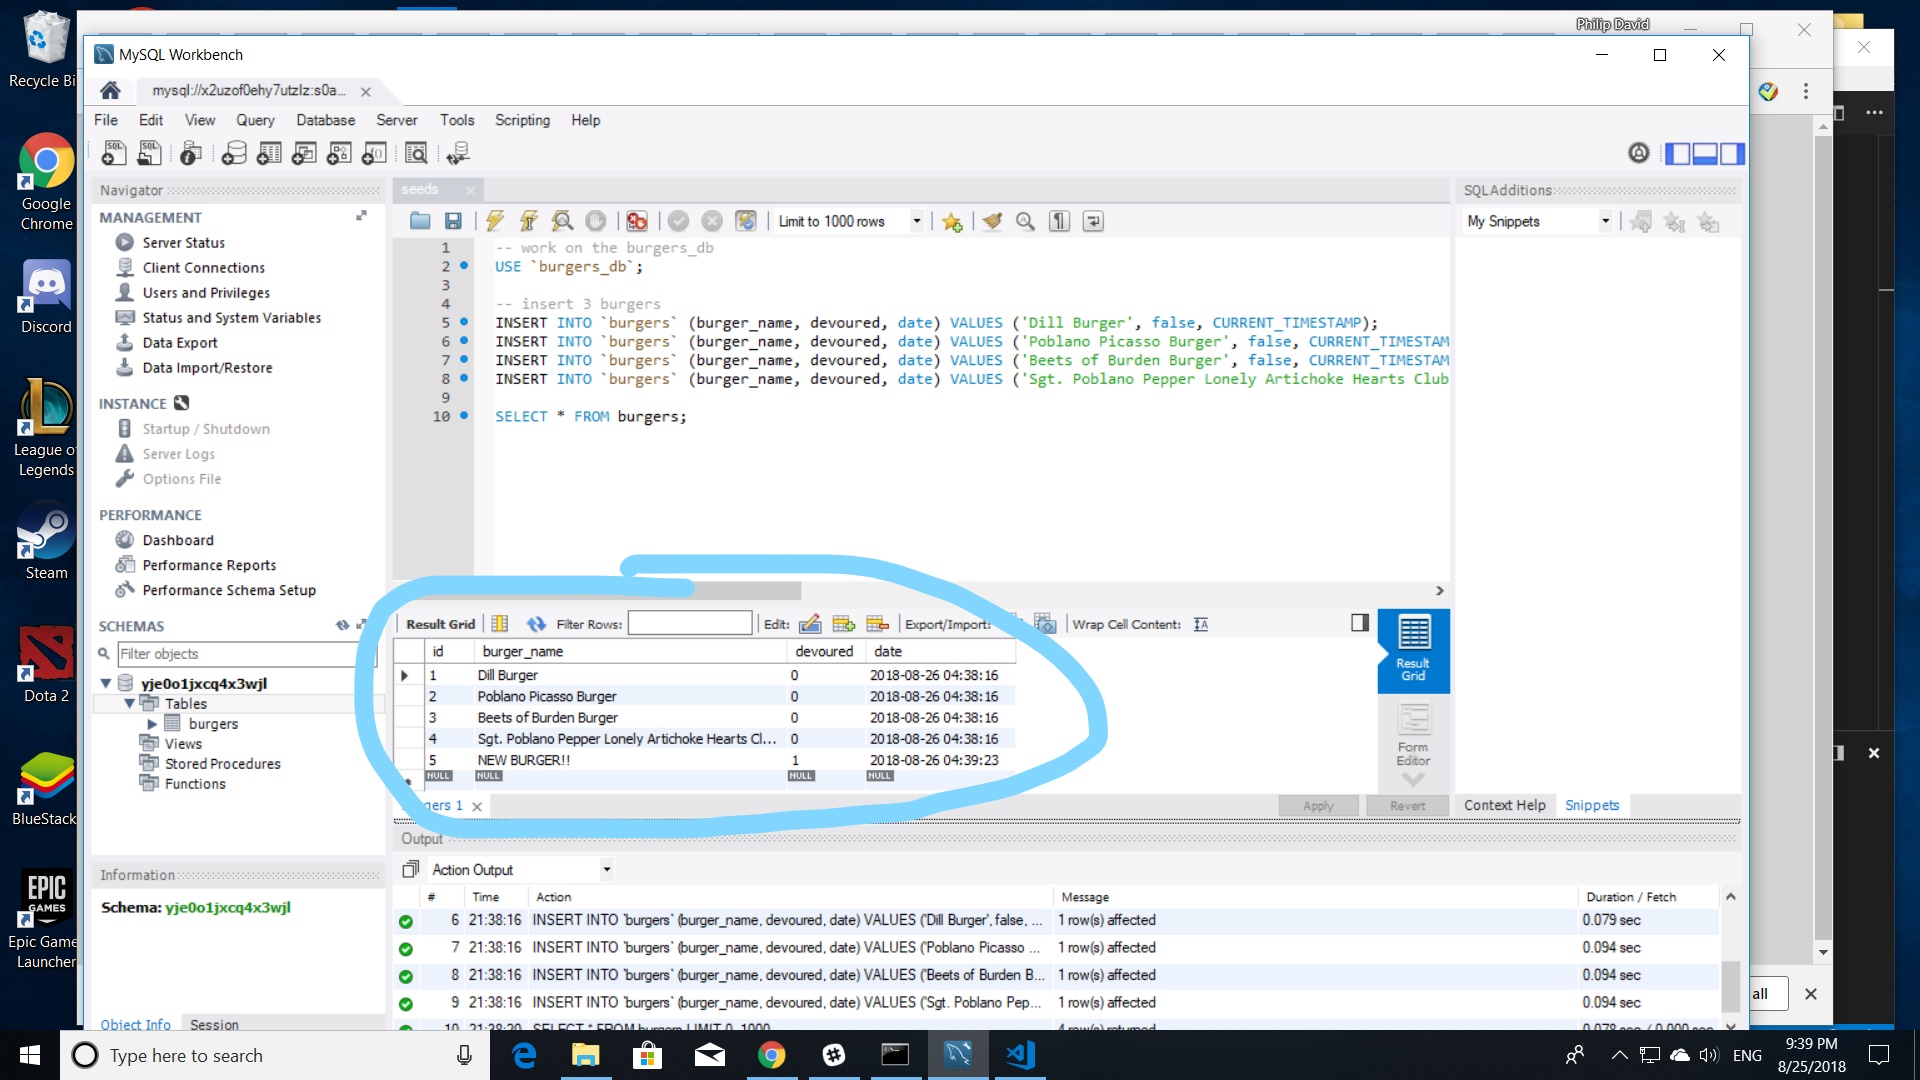 Philip David
Recycle Bi
MySQL Workbench
mysql://x2uzof0ehy7utzlz:s0a...
File Edit View Query Database Server Tools Scripting Help
Google Chrome
Discord
League of Legends
Steam
Dota 2
BlueStack
EPIC GAMES
Epic Game Launcher
Navigator
MANAGEMENT
Server Status
Client Connections
Users and Privileges
Status and System Variables
Data Export
Data Import/Restore
INSTANCE
Startup / Shutdown
Server Logs
Options File
PERFORMANCE
Dashboard
Performance Reports
Performance Schema Setup
SCHEMAS
Filter objects
yje0o1jxcq4x3wjl
Tables
burgers
Views
Stored Procedures
Functions
Information
Schema: yje0o1jxcq4x3wjl
Object Info Session
seeds
Limit to 1000 rows
1 -- work on the burgers_db
2 USE `burgers_db`;
3
4 -- insert 3 burgers
5 INSERT INTO `burgers` (burger_name, devoured, date) VALUES ('Dill Burger', false, CURRENT_TIMESTAMP);
6 INSERT INTO `burgers` (burger_name, devoured, date) VALUES ('Poblano Picasso Burger', false, CURRENT_TIMESTAM
7 INSERT INTO `burgers` (burger_name, devoured, date) VALUES ('Beets of Burden Burger', false, CURRENT_TIMESTAM
8 INSERT INTO `burgers` (burger_name, devoured, date) VALUES ('Sgt. Poblano Pepper Lonely Artichoke Hearts Club
9
10 SELECT * FROM burgers;
SQLAdditions
My Snippets
Result Grid Filter Rows: Edit: Export/Import: Wrap Cell Content:
id burger_name devoured date
1 Dill Burger 0 2018-08-26 04:38:16
2 Poblano Picasso Burger 0 2018-08-26 04:38:16
3 Beets of Burden Burger 0 2018-08-26 04:38:16
4 Sgt. Poblano Pepper Lonely Artichoke Hearts Cl... 0 2018-08-26 04:38:16
5 NEW BURGER!! 1 2018-08-26 04:39:23
NULL NULL NULL NULL
Result Grid
Form Editor
gers 1
Apply Revert
Context Help Snippets
Output
Action Output
# Time Action Message Duration / Fetch
6 21:38:16 INSERT INTO `burgers` (burger_name, devoured, date) VALUES ('Dill Burger', false, ... 1 row(s) affected 0.079 sec
7 21:38:16 INSERT INTO `burgers` (burger_name, devoured, date) VALUES ('Poblano Picasso ... 1 row(s) affected 0.094 sec
8 21:38:16 INSERT INTO `burgers` (burger_name, devoured, date) VALUES ('Beets of Burden B... 1 row(s) affected 0.094 sec
9 21:38:16 INSERT INTO `burgers` (burger_name, devoured, date) VALUES ('Sgt. Poblano Pep... 1 row(s) affected 0.094 sec
10 21:38:20 SELECT * FROM burgers LIMIT 0, 1000 4 row(s) returned 0.078 sec / 0.000 sec
all
Type here to search
ENG
9:39 PM
8/25/2018